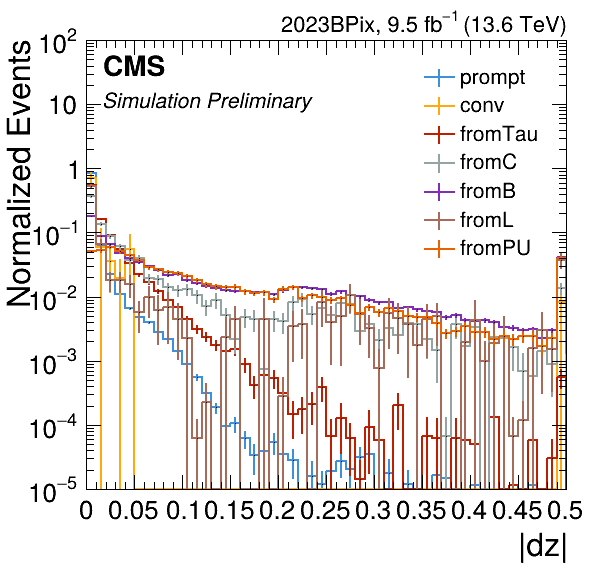 2023BPix, 9.5 fb⁻¹ (13.6 TeV)
CMS
Simulation Preliminary
Normalized Events
10²
10
1
10⁻¹
10⁻²
10⁻³
10⁻⁴
10⁻⁵
prompt
conv
fromTau
fromC
fromB
fromL
fromPU
0 0.05 0.1 0.15 0.2 0.25 0.3 0.35 0.4 0.45 0.5
|dz|